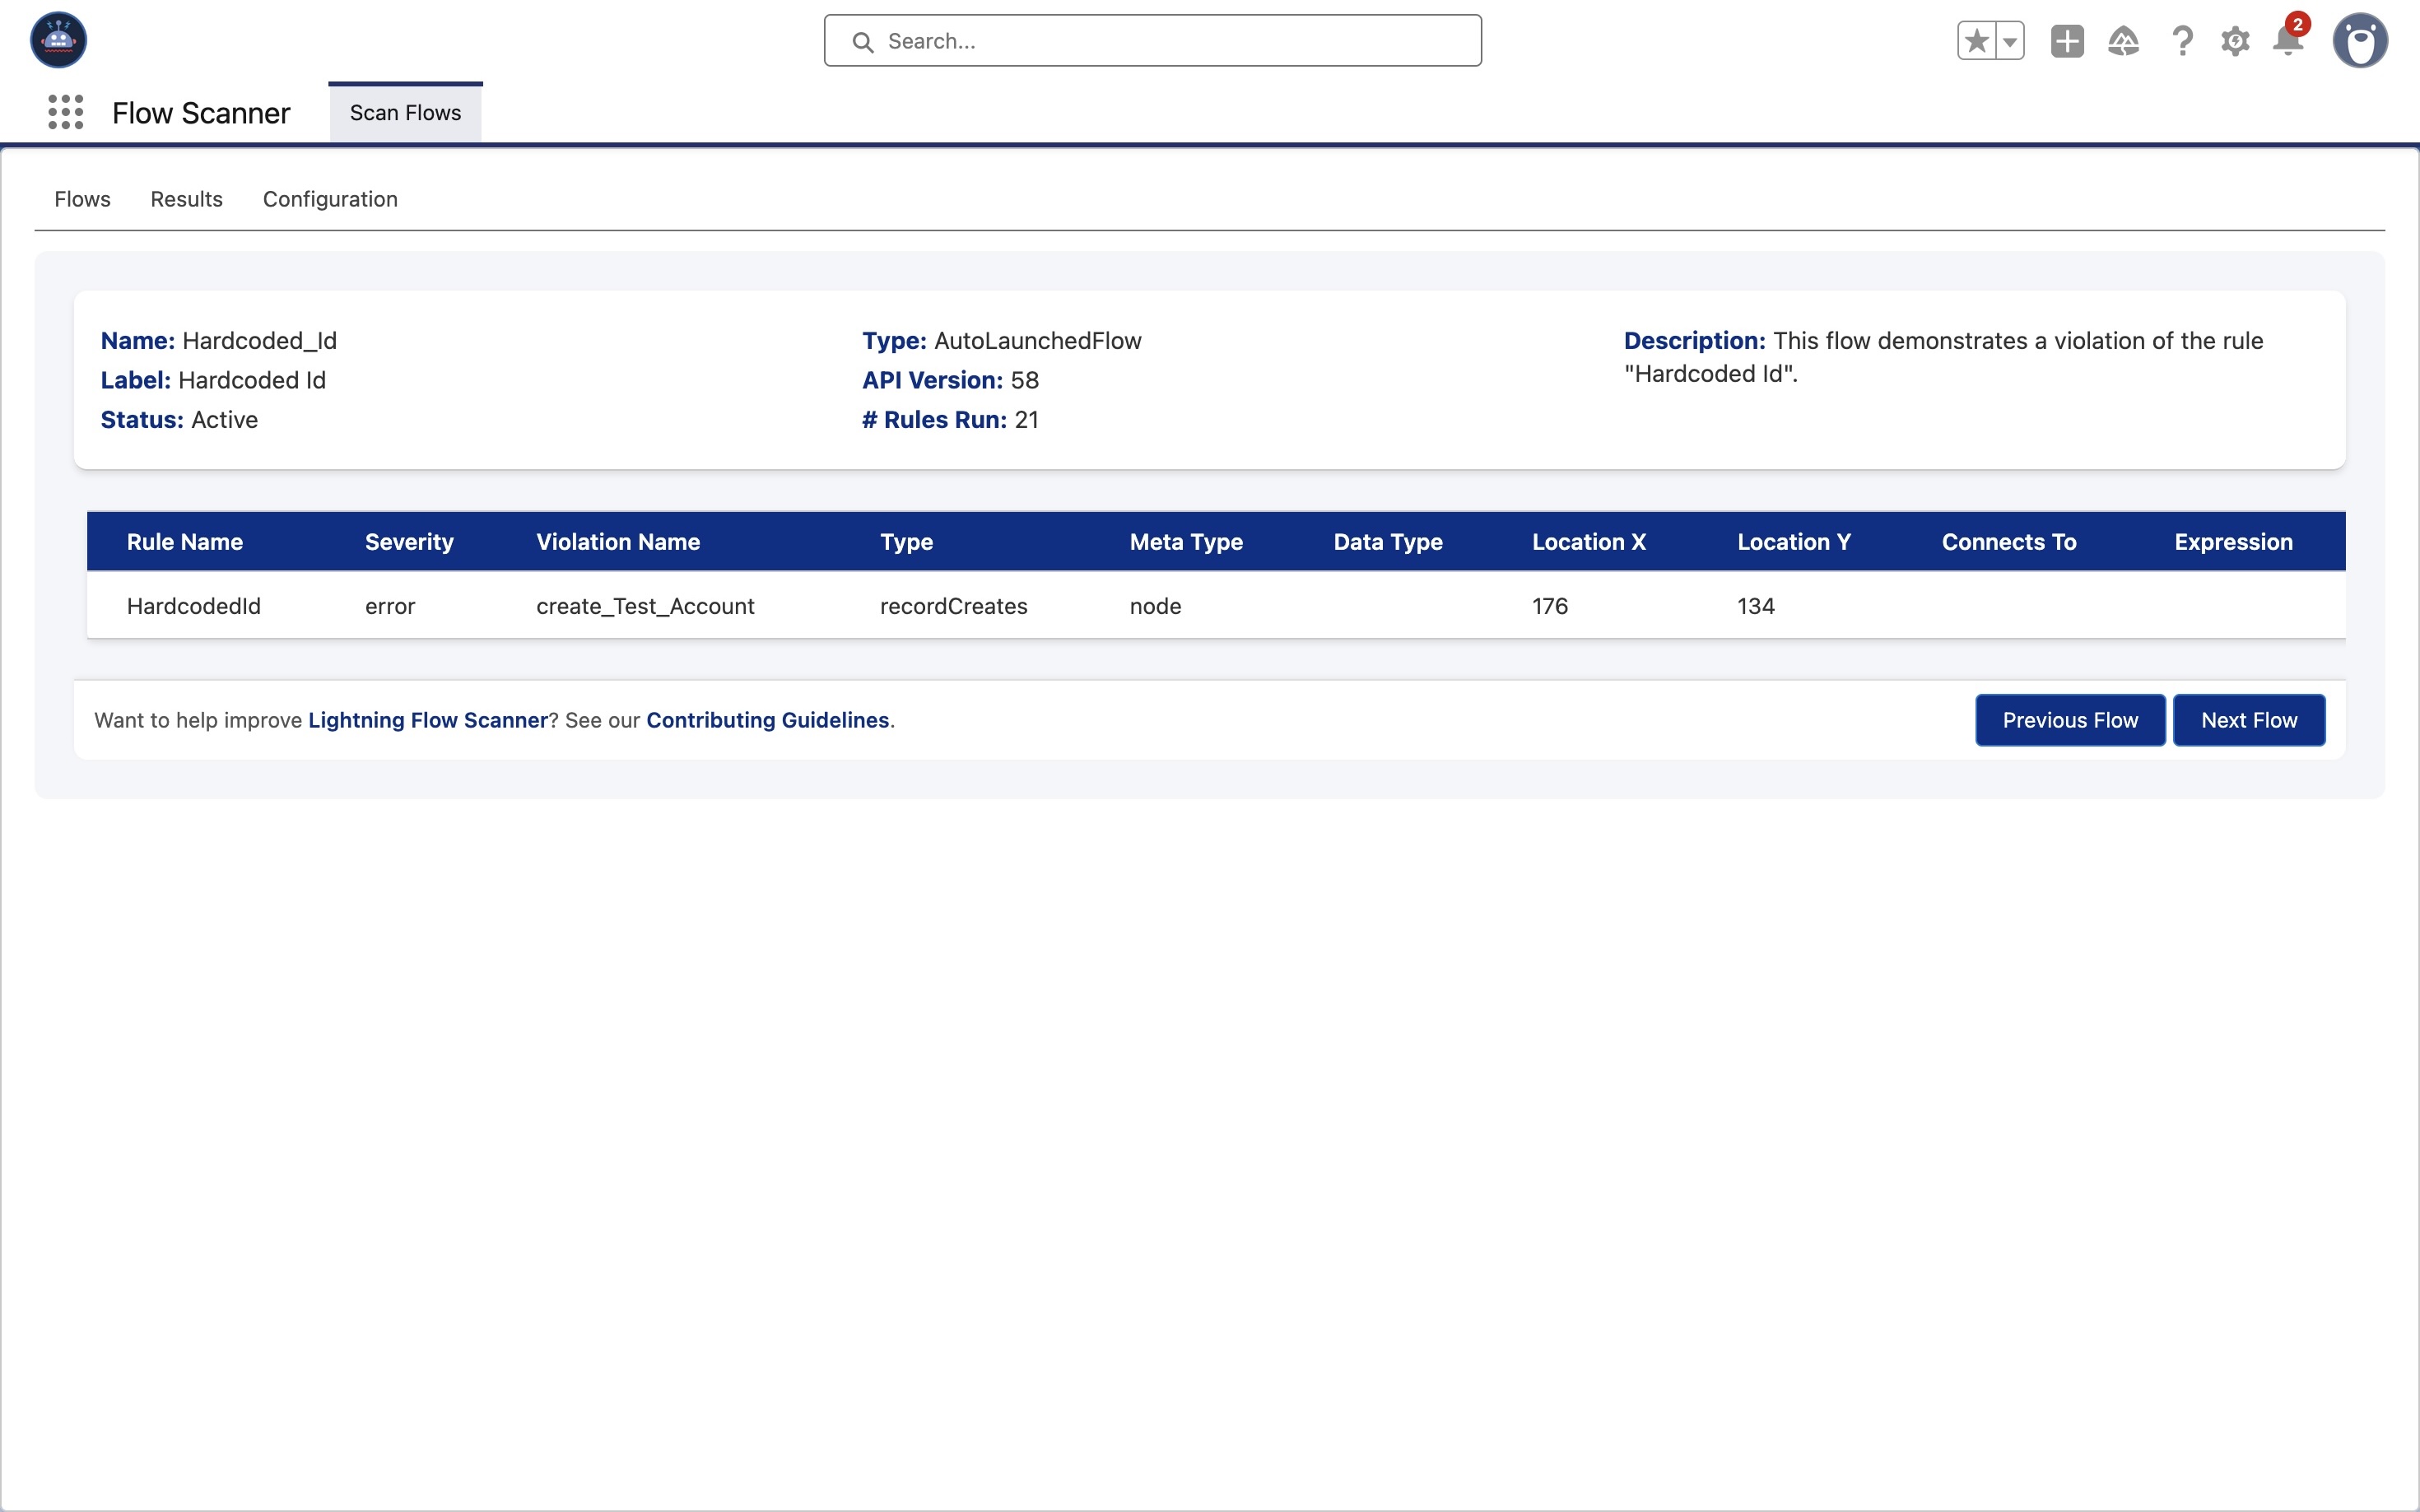 Search...
2
Flow Scanner
Scan Flows
Flows Results Configuration
Name: Hardcoded_Id
Label: Hardcoded Id
Status: Active
Type: AutoLaunchedFlow
API Version: 58
# Rules Run: 21
Description: This flow demonstrates a violation of the rule
"Hardcoded Id".
Rule Name Severity Violation Name Type Meta Type Data Type Location X Location Y Connects To Expression
HardcodedId error create_Test_Account recordCreates node 176 134
Want to help improve Lightning Flow Scanner? See our Contributing Guidelines.
Previous Flow Next Flow